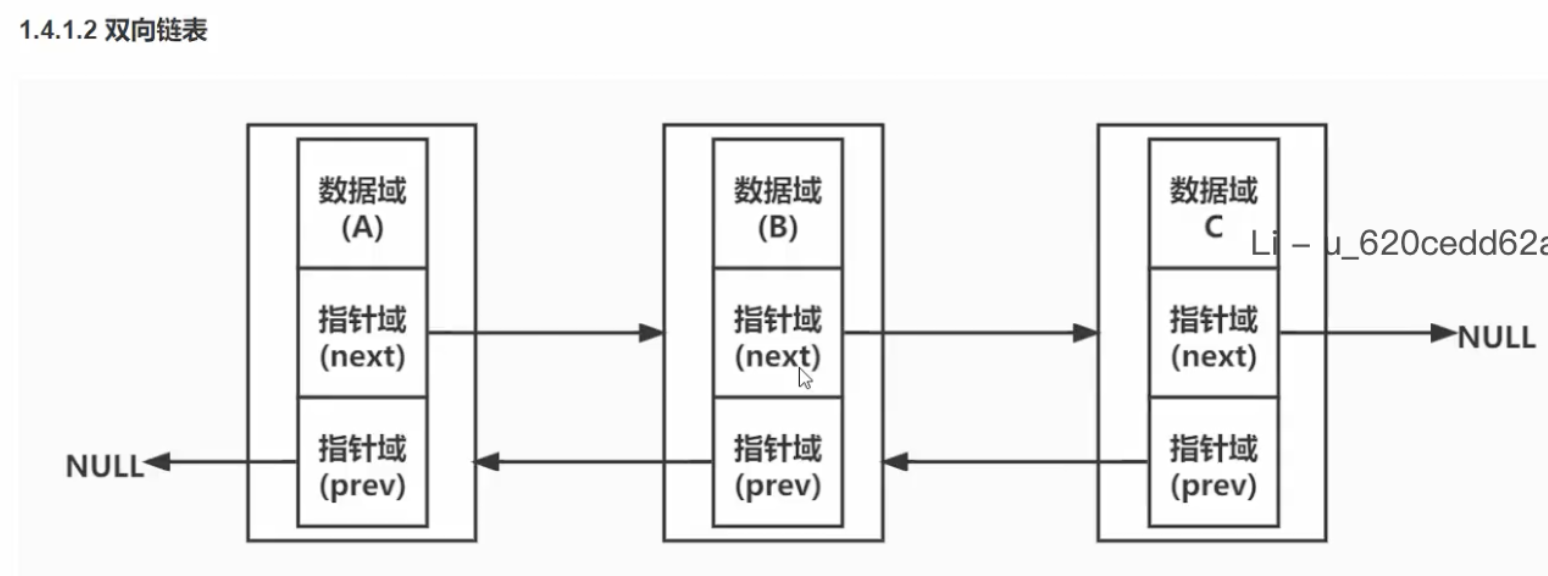 1.4.1.2 双向链表
数据域
(A)
指针域
(next)
指针域
(prev)
NULL
数据域
(B)
指针域
(next)
指针域
(prev)
数据域
C
指针域
(next)
指针域
(prev)
NULL
Li – u_620cedd62a